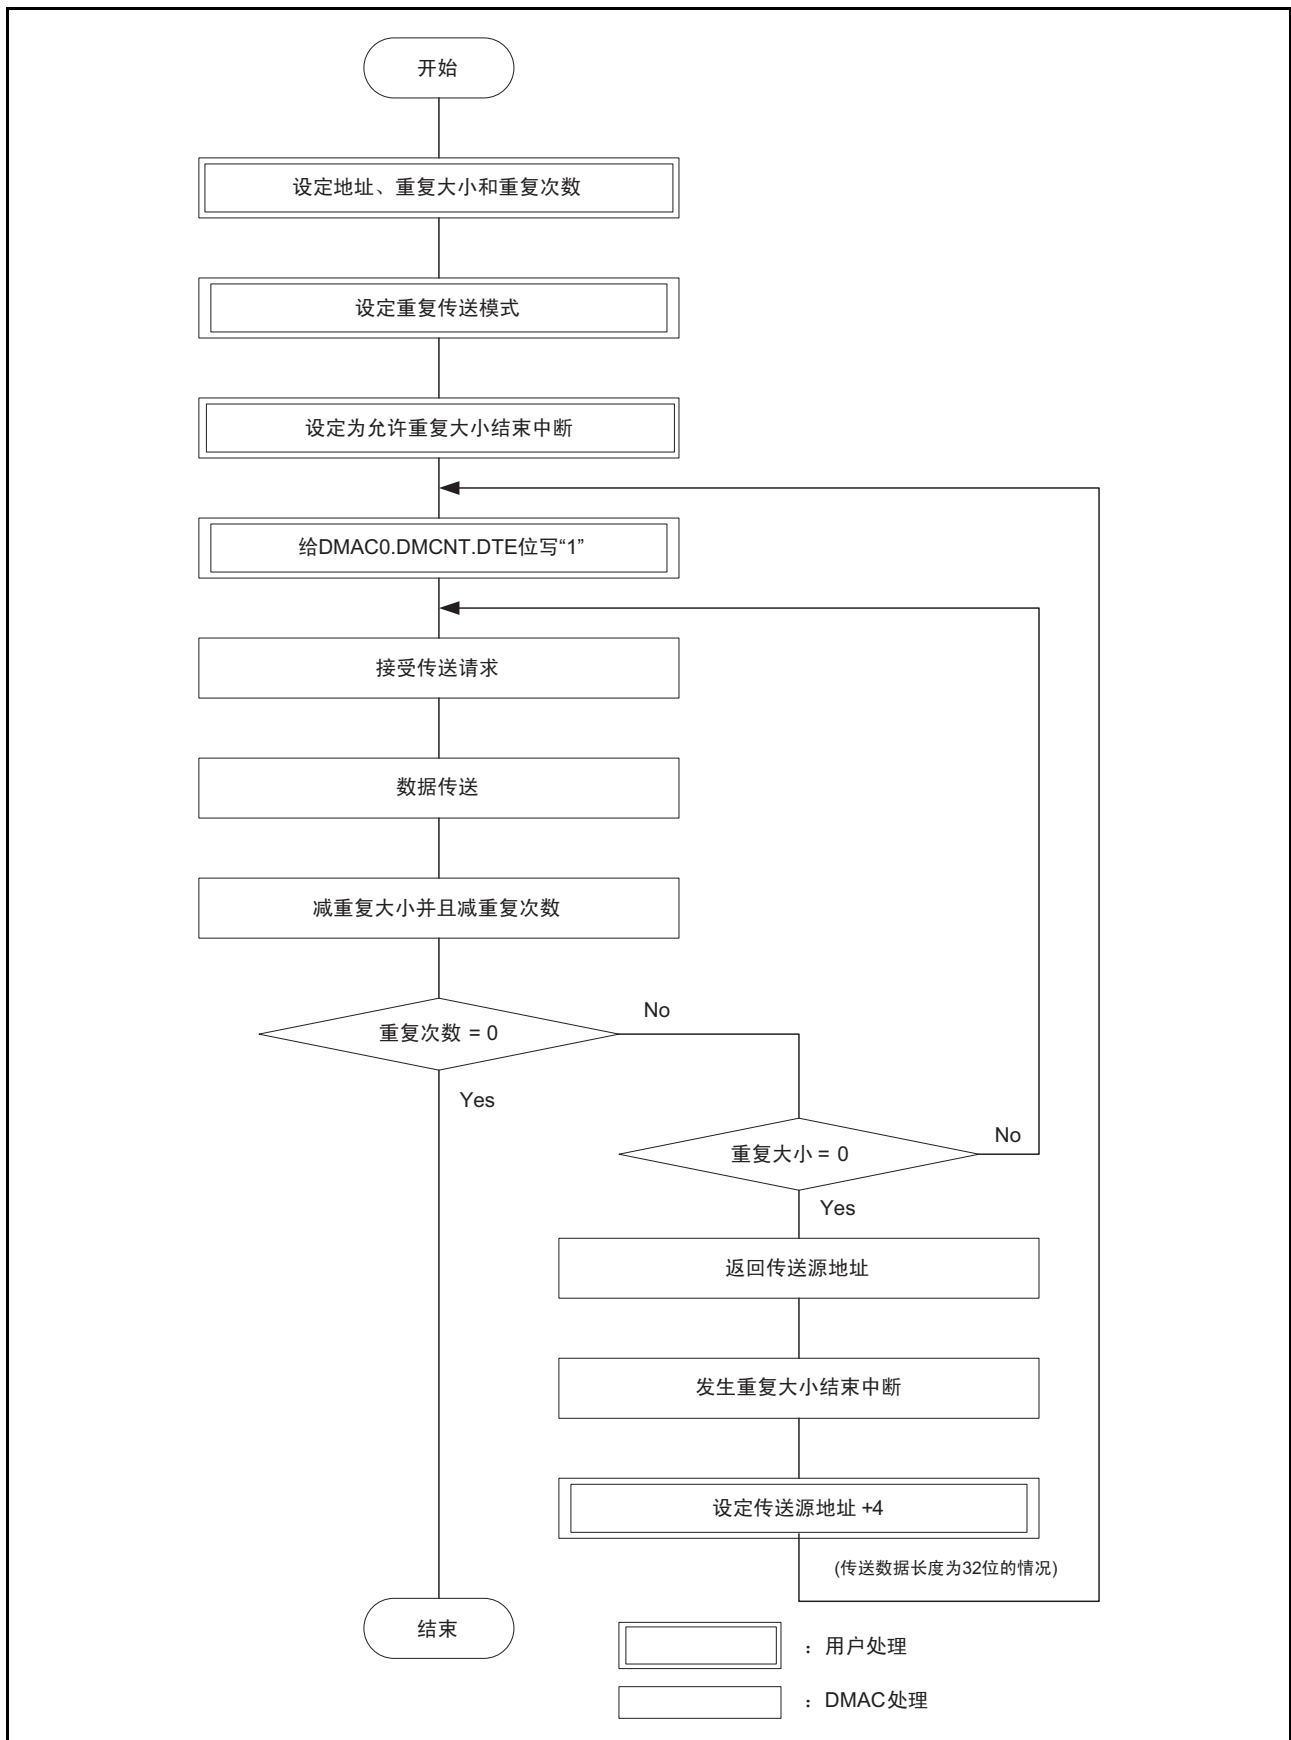 开始
设定地址、重复大小和重复次数
设定重复传送模式
设定为允许重复大小结束中断
给DMAC0.DMCNT.DTE位写“1”
接受传送请求
数据传送
减重复大小并且减重复次数
No
重复次数 = 0
Yes
No
重复大小 = 0
Yes
返回传送源地址
发生重复大小结束中断
设定传送源地址 +4
(传送数据长度为32位的情况)
结束
：用户处理
：DMAC处理